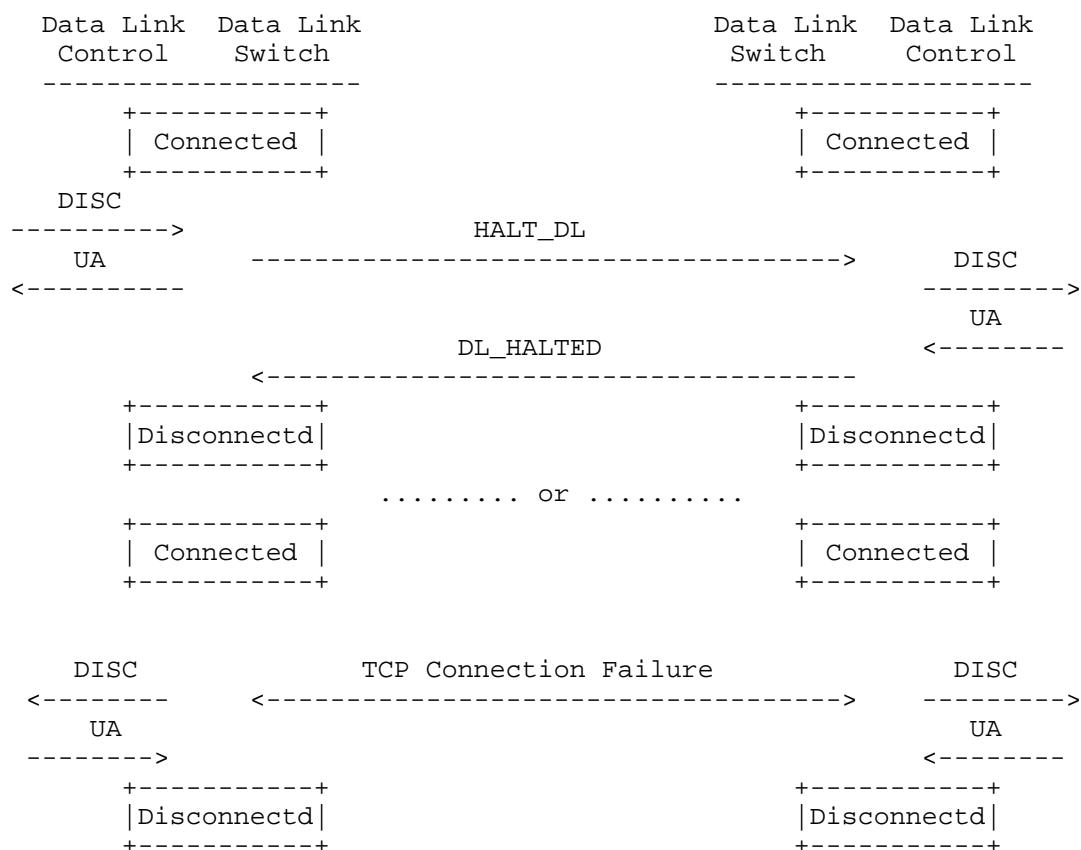 Data Link  Data Link                      Data Link  Data Link
Control    Switch                         Switch     Control
--------------------                      --------------------
+-----------+                             +-----------+
| Connected |                             | Connected |
+-----------+                             +-----------+
DISC
---------->                  HALT_DL
UA         ------------------------------------->      DISC
<----------                                              --------->
UA
DL_HALTED                    <--------
<-------------------------------------
+-----------+                             +-----------+
|Disconnectd|                             |Disconnectd|
+-----------+                             +-----------+
......... or ..........
+-----------+                             +-----------+
| Connected |                             | Connected |
+-----------+                             +-----------+
DISC            TCP Connection Failure               DISC
<--------     <------------------------------------>    --------->
UA                                                      UA
-------->                                               <--------
+-----------+                             +-----------+
|Disconnectd|                             |Disconnectd|
+-----------+                             +-----------+